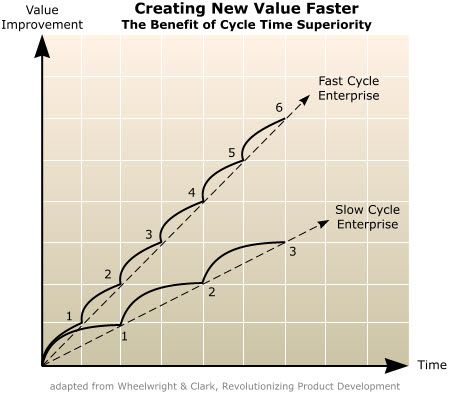 Creating New Value Faster
The Benefit of Cycle Time Superiority
Value
Improvement
Fast Cycle
Enterprise
6
5
4
3
2
1
Slow Cycle
Enterprise
3
2
1
Time
adapted from Wheelwright & Clark, Revolutionizing Product Development